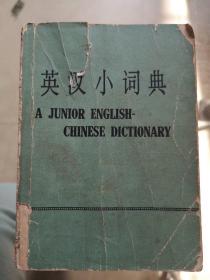 英汉小词典
A JUNIOR ENGLISH-
CHINESE DICTIONARY